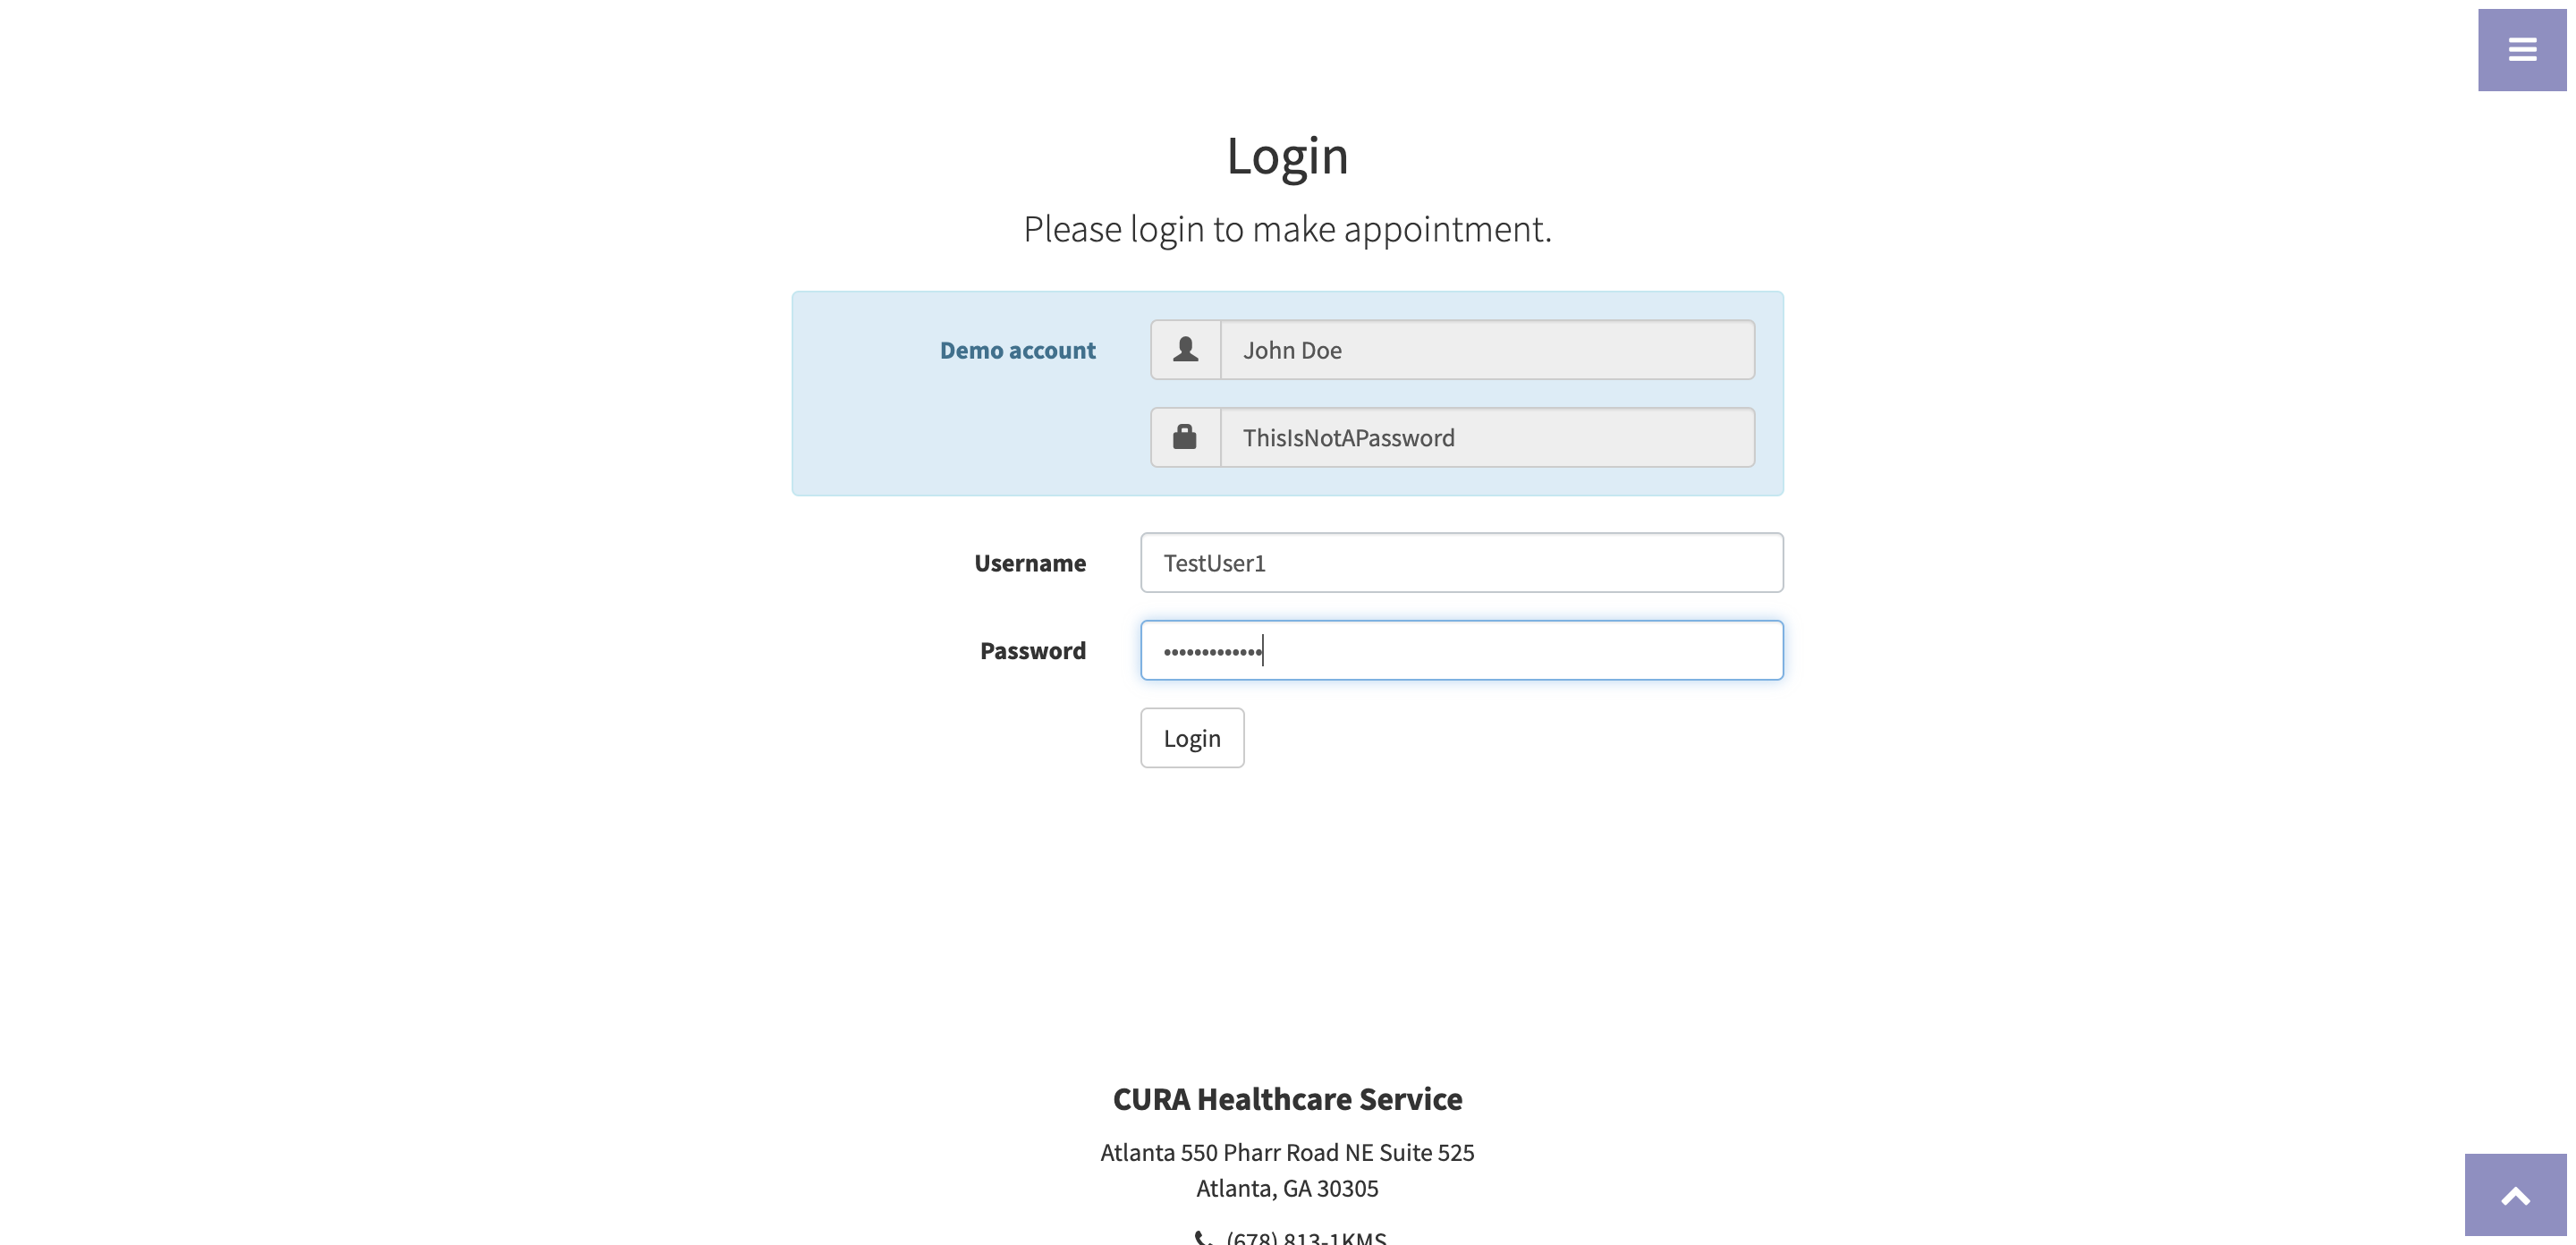 Login
Please login to make appointment.
Demo account
John Doe
ThisIsNotAPassword
Username
TestUser1
Password
•••••••••••••
Login
CURA Healthcare Service
Atlanta 550 Pharr Road NE Suite 525
Atlanta, GA 30305
(678) 813-1KMS